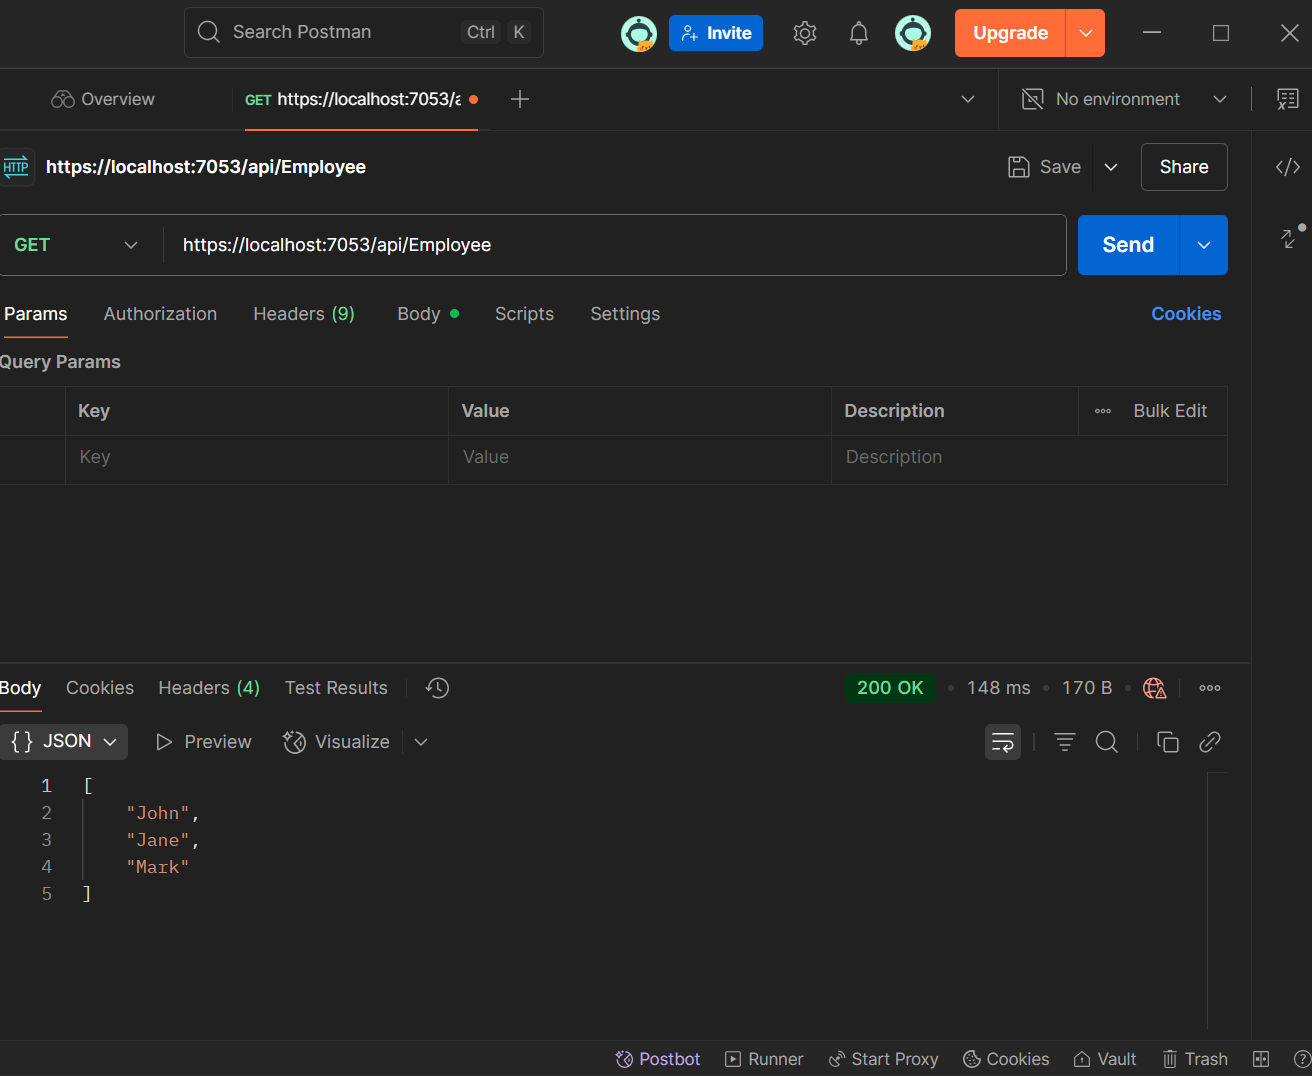 Search Postman Ctrl K Invite Upgrade
Overview GET https://localhost:7053/a No environment
HTTP https://localhost:7053/api/Employee Save Share
GET https://localhost:7053/api/Employee Send
Params Authorization Headers (9) Body Scripts Settings Cookies
Query Params
Key Value Description Bulk Edit
Key Value Description
Body Cookies Headers (4) Test Results 200 OK 148 ms 170 B
{} JSON Preview Visualize
1 [
2 "John",
3 "Jane",
4 "Mark"
5 ]
Postbot Runner Start Proxy Cookies Vault Trash